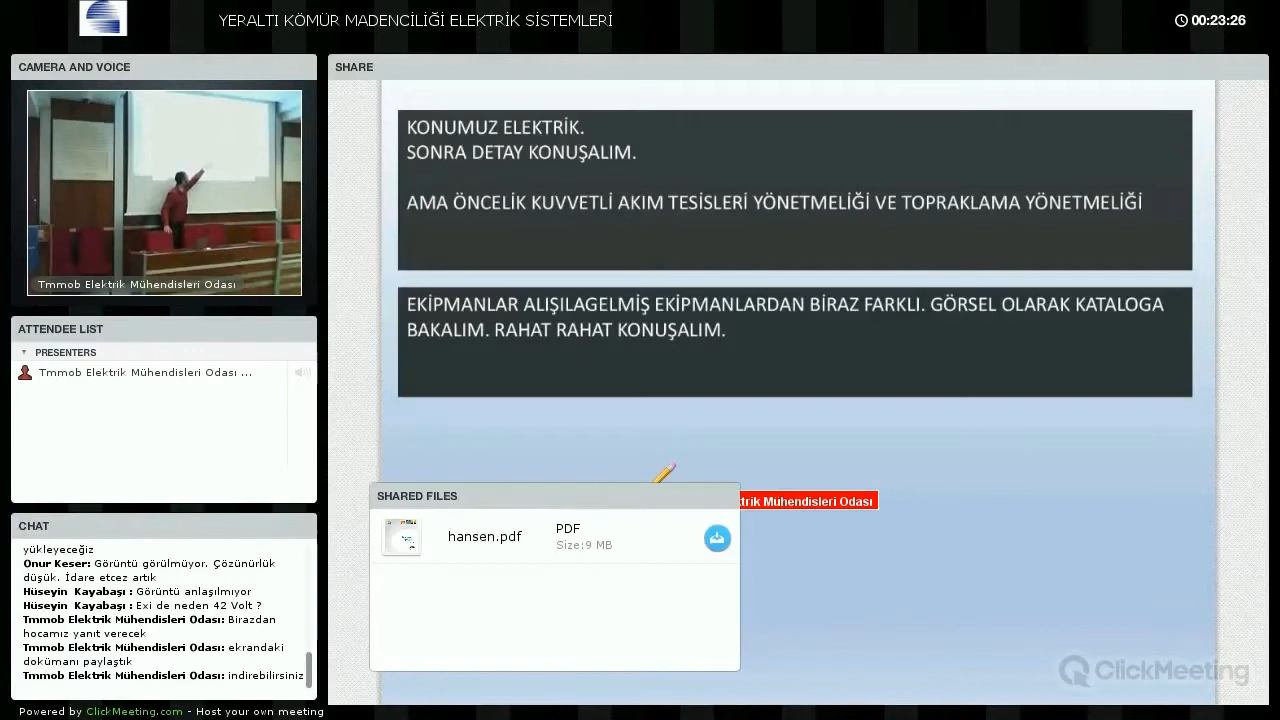 YERALTI KÖMÜR MADENCİLİĞİ ELEKTRİK SİSTEMLERİ
00:23:26
CAMERA AND VOICE
Tmmob Elektrik Mühendisleri Odası
ATTENDEE LIST
PRESENTERS
Tmmob Elektrik Mühendisleri Odası ...
CHAT
yükleyeceğiz
Onur Keser: Görüntü görülmüyor. Çözünürlük
düşük. İdare etcez artık
Hüseyin Kayabaşı : Görüntü anlaşılmıyor
Hüseyin Kayabaşı : Exi de neden 42 Volt ?
Tmmob Elektrik Mühendisleri Odası: Birazdan
hocamız yanıt verecek
Tmmob Elektrik Mühendisleri Odası: ekrandaki
dokümanı paylaştık
Tmmob Elektrik Mühendisleri Odası: indirebilirsiniz
Powered by ClickMeeting.com - Host your own meeting
SHARE
KONUMUZ ELEKTRİK.
SONRA DETAY KONUŞALIM.
AMA ÖNCELİK KUVVETLİ AKIM TESİSLERİ YÖNETMELİĞİ VE TOPRAKLAMA YÖNETMELİĞİ
EKİPMANLAR ALIŞILAGELMİŞ EKİPMANLARDAN BİRAZ FARKLI. GÖRSEL OLARAK KATALOGA
BAKALIM. RAHAT RAHAT KONUŞALIM.
trik Mühendisleri Odası
SHARED FILES
hansen.pdf
PDF
Size:9 MB
ClickMeeting